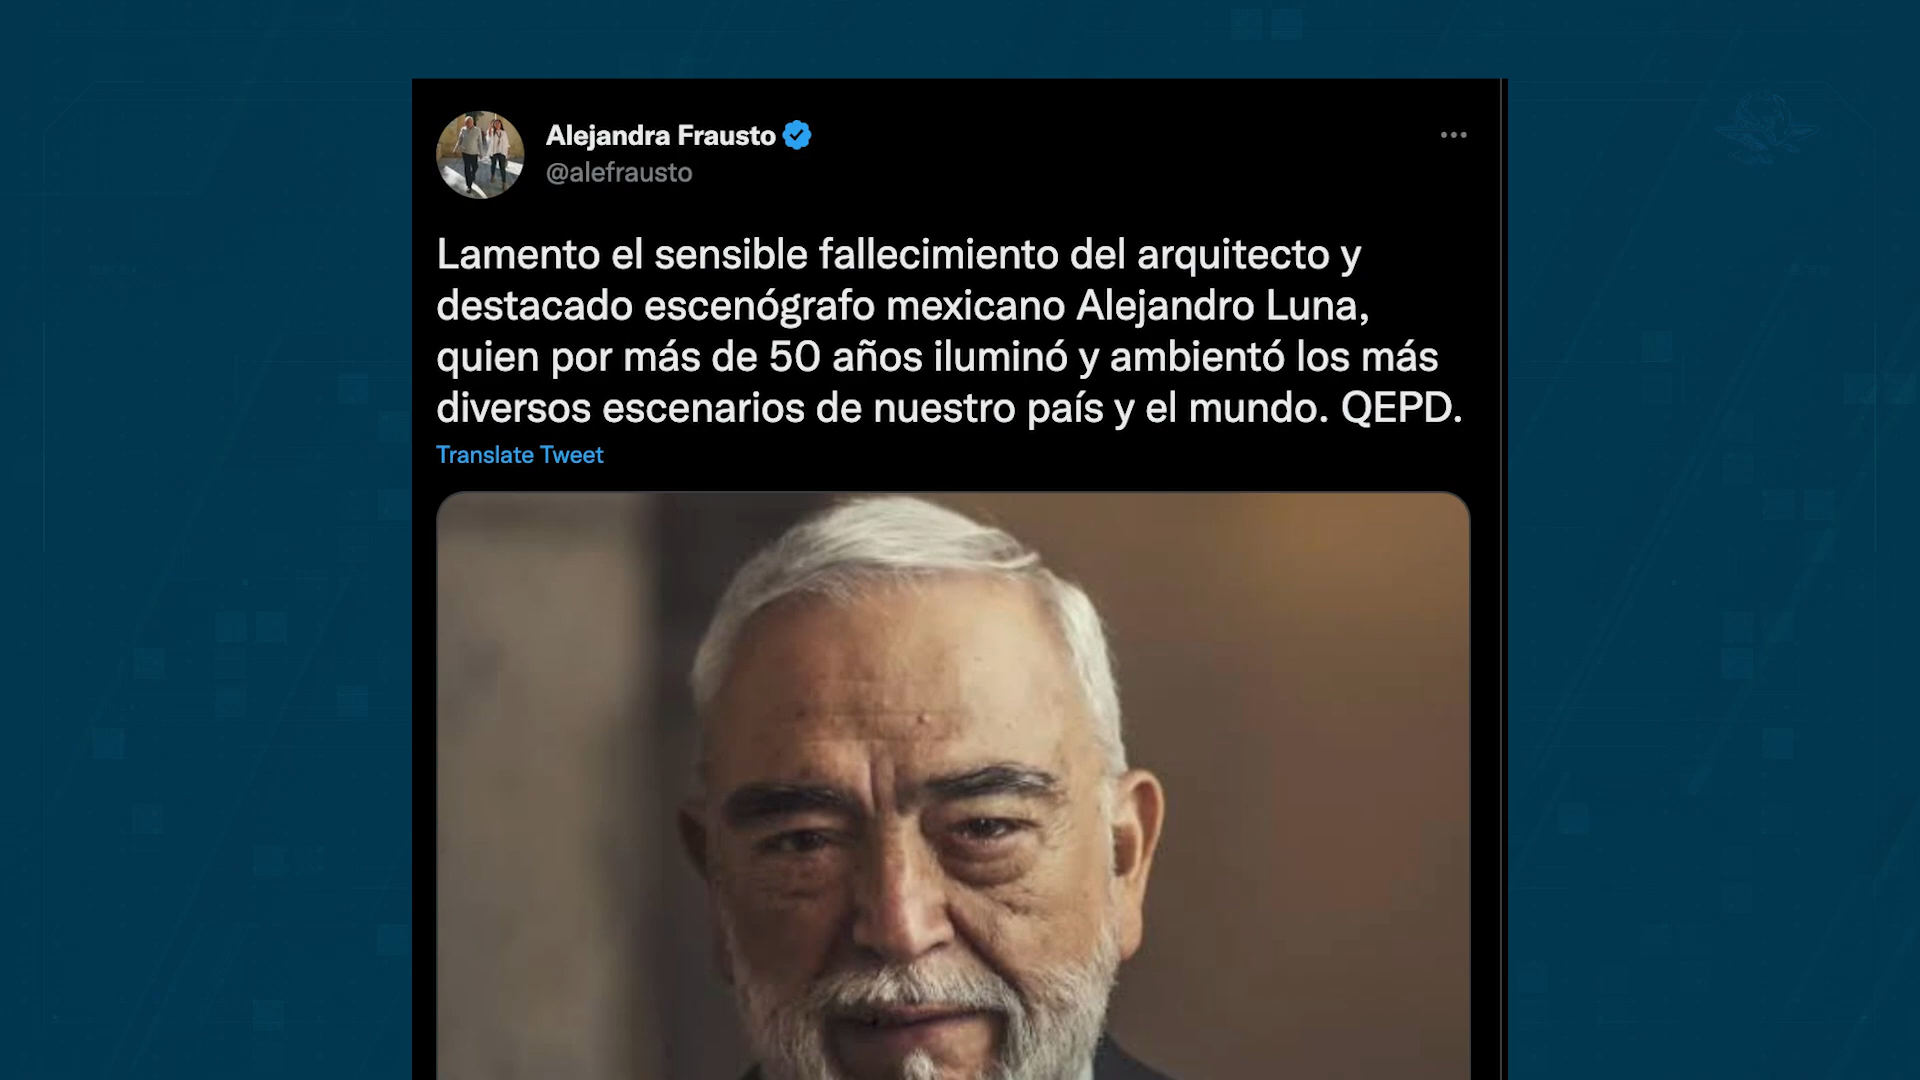 Alejandra Frausto
@alefrausto
Lamento el sensible fallecimiento del arquitecto y
destacado escenógrafo mexicano Alejandro Luna,
quien por más de 50 años iluminó y ambientó los más
diversos escenarios de nuestro país y el mundo. QEPD.
Translate Tweet